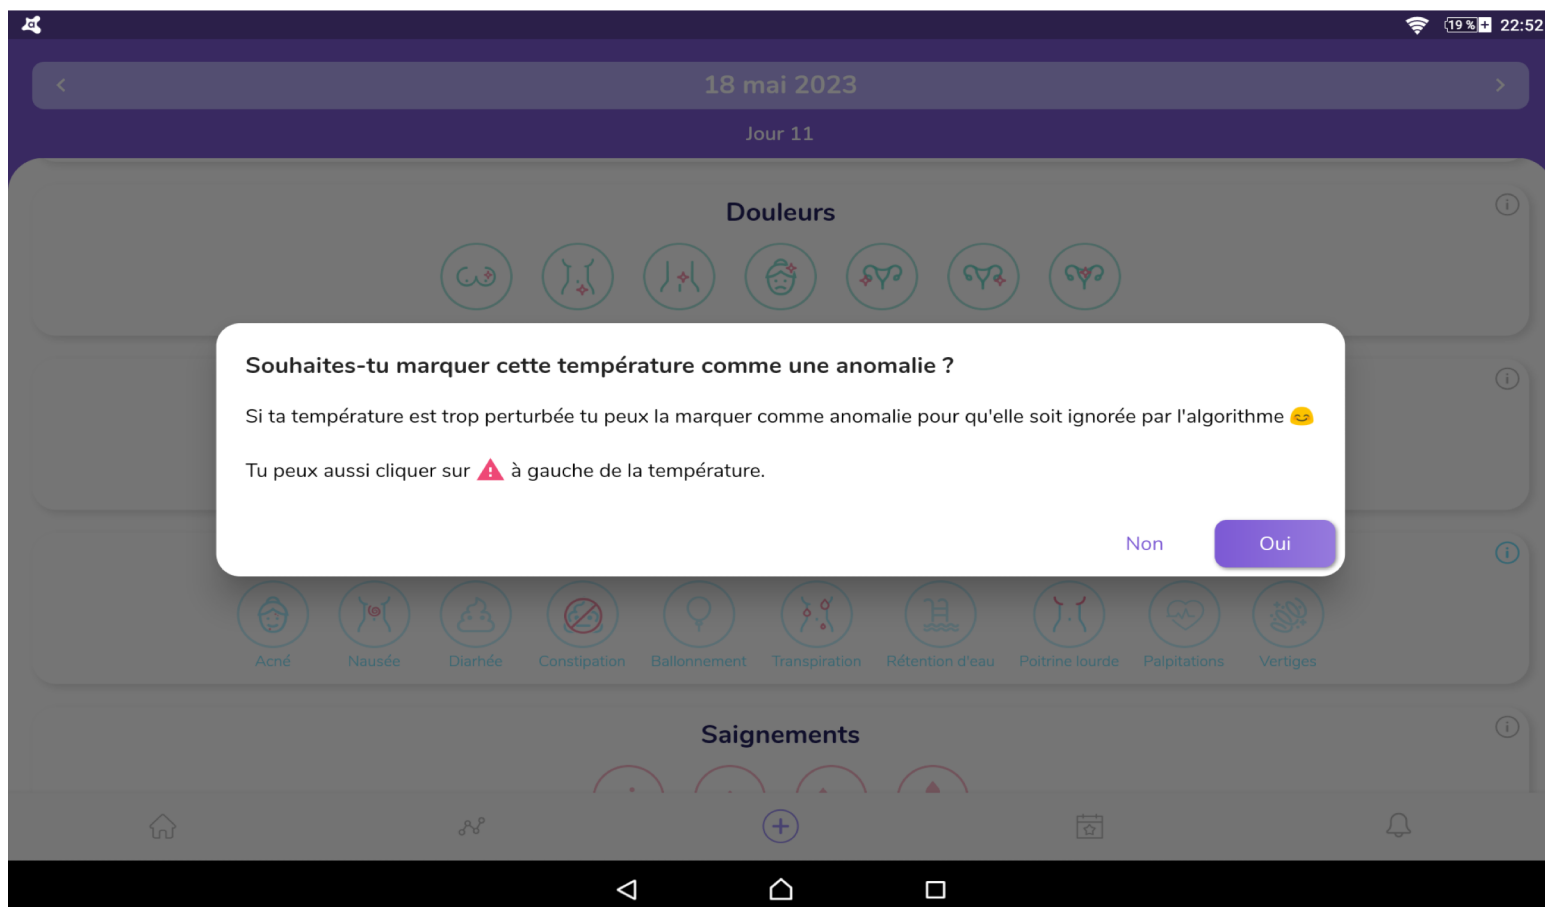 19 %
22:52
18 mai 2023
Jour 11
Douleurs
Souhaites-tu marquer cette température comme une anomalie ?
Si ta température est trop perturbée tu peux la marquer comme anomalie pour qu'elle soit ignorée par l'algorithme 😊
Tu peux aussi cliquer sur ⚠ à gauche de la température.
Non Oui
Acné Nausée Diarhée Constipation Ballonnement Transpiration Rétention d'eau Poitrine lourde Palpitations Vertiges
Saignements